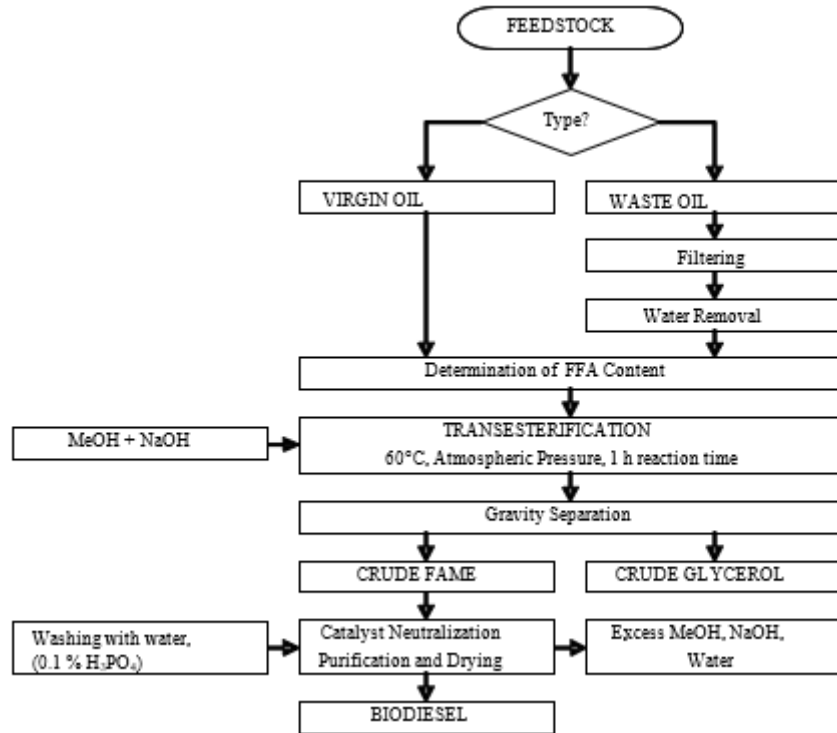 FEEDSTOCK
Type?
VIRGIN OIL
WASTE OIL
Filtering
Water Removal
Determination of FFA Content
MeOH + NaOH
TRANSESTERIFICATION
60°C, Atmospheric Pressure, 1 h reaction time
Gravity Separation
CRUDE FAME
CRUDE GLYCEROL
Washing with water,
(0.1 % H₃PO₄)
Catalyst Neutralization
Purification and Drying
Excess MeOH, NaOH,
Water
BIODIESEL